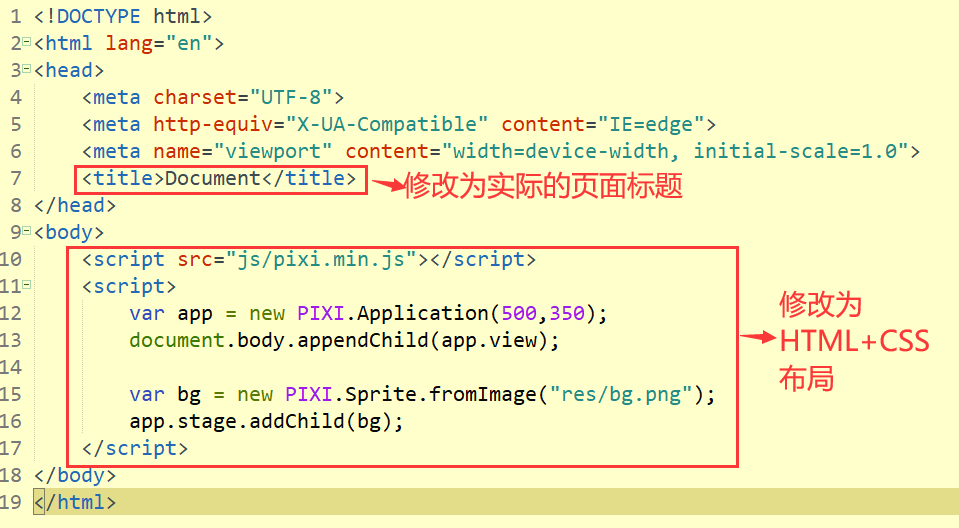 1 <!DOCTYPE html>
2 <html lang="en">
3 <head>
4 <meta charset="UTF-8">
5 <meta http-equiv="X-UA-Compatible" content="IE=edge">
6 <meta name="viewport" content="width=device-width, initial-scale=1.0">
7 <title>Document</title>
修改为实际的页面标题
8 </head>
9 <body>
10 <script src="js/pixi.min.js"></script>
11 <script>
12 var app = new PIXI.Application(500,350);
13 document.body.appendChild(app.view);
14
15 var bg = new PIXI.Sprite.fromImage("res/bg.png");
16 app.stage.addChild(bg);
17 </script>
修改为
HTML+CSS
布局
18 </body>
19 </html>